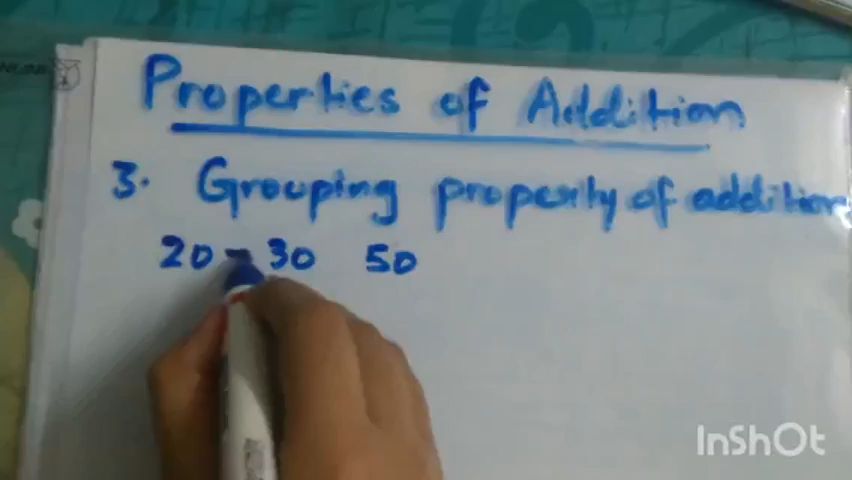 Properties of Addition
3. Grouping property of addition
20 - 30 50
InShOt